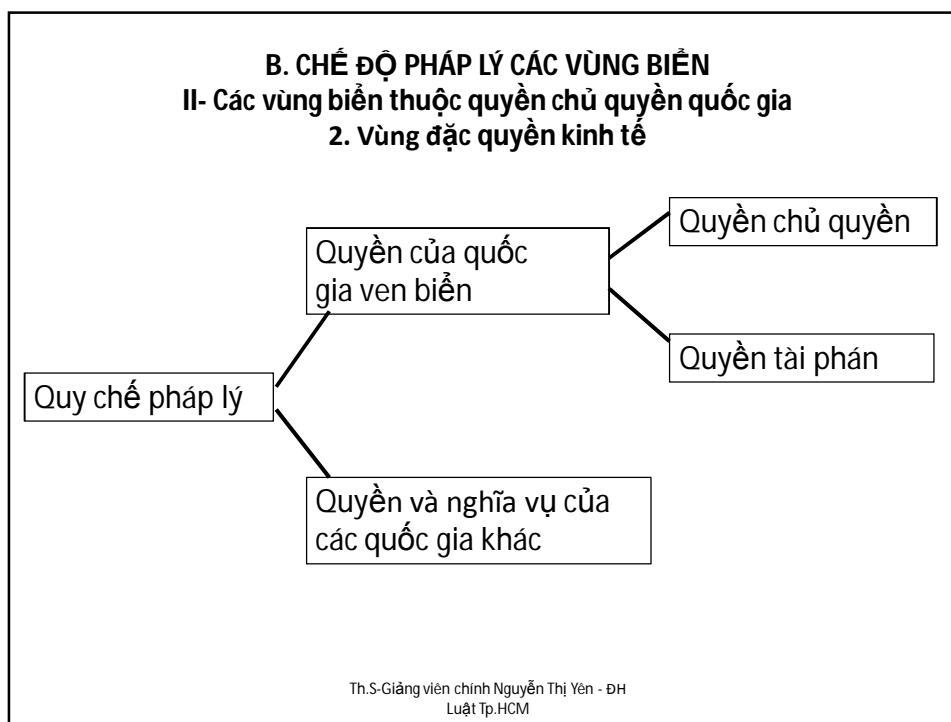 B. CHẾ ĐỘ PHÁP LÝ CÁC VÙNG BIỂN
II- Các vùng biển thuộc quyền chủ quyền quốc gia
2. Vùng đặc quyền kinh tế
Quyền chủ quyền
Quyền của quốc
gia ven biển
Quyền tài phán
Quy chế pháp lý
Quyền và nghĩa vụ của
các quốc gia khác
Th.S-Giảng viên chính Nguyễn Thị Yên - ĐH
Luật Tp.HCM